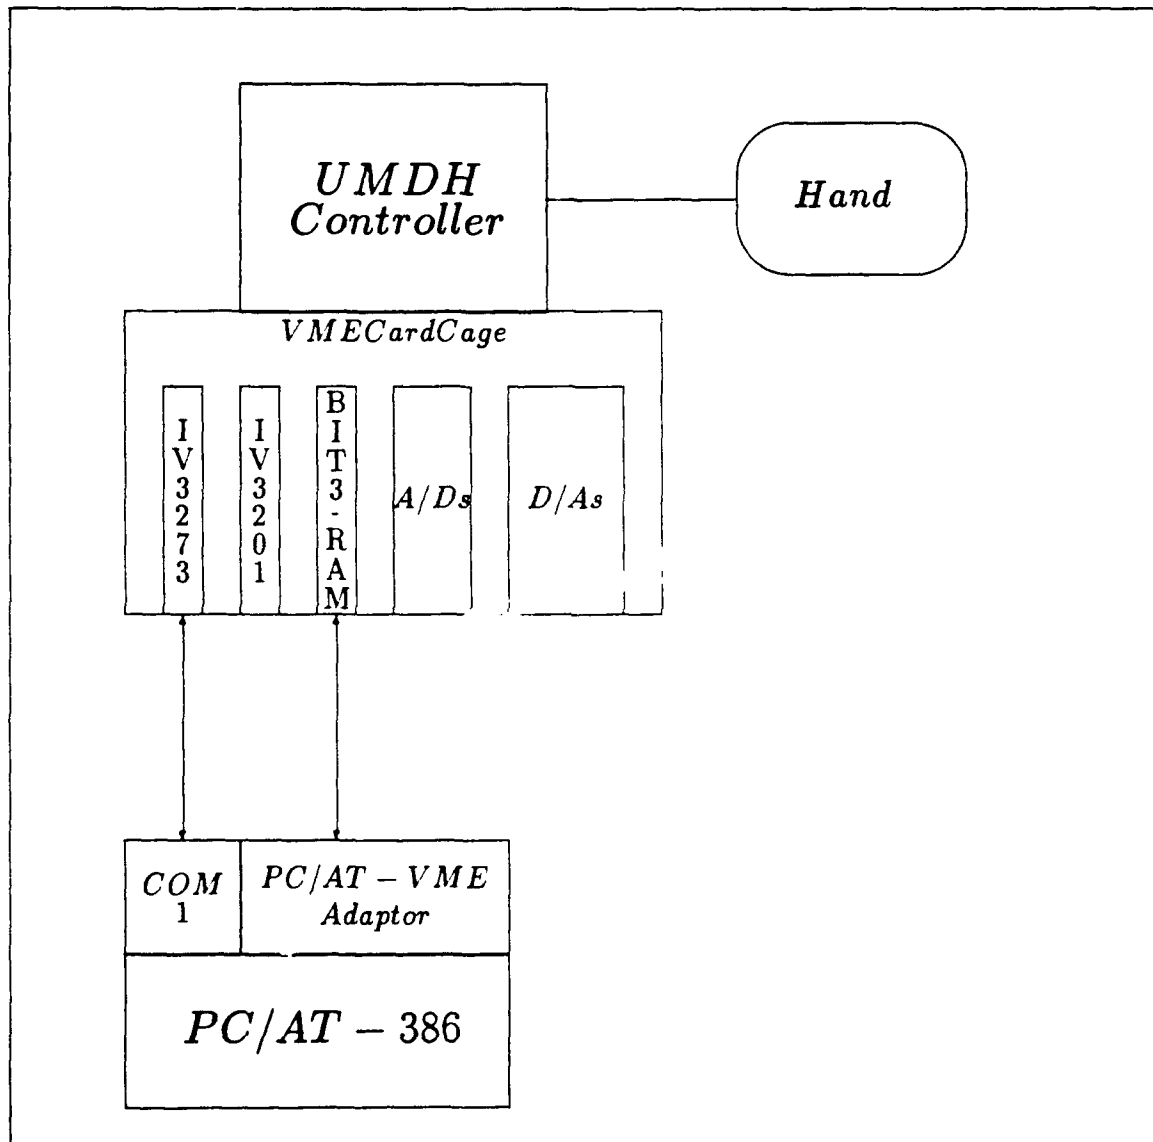 UMDH
Controller
Hand
VMECardCage
IV3273
IV3201
BIT3-RAM
A/Ds
D/As
COM
1
PC/AT – VME
Adaptor
PC/AT – 386